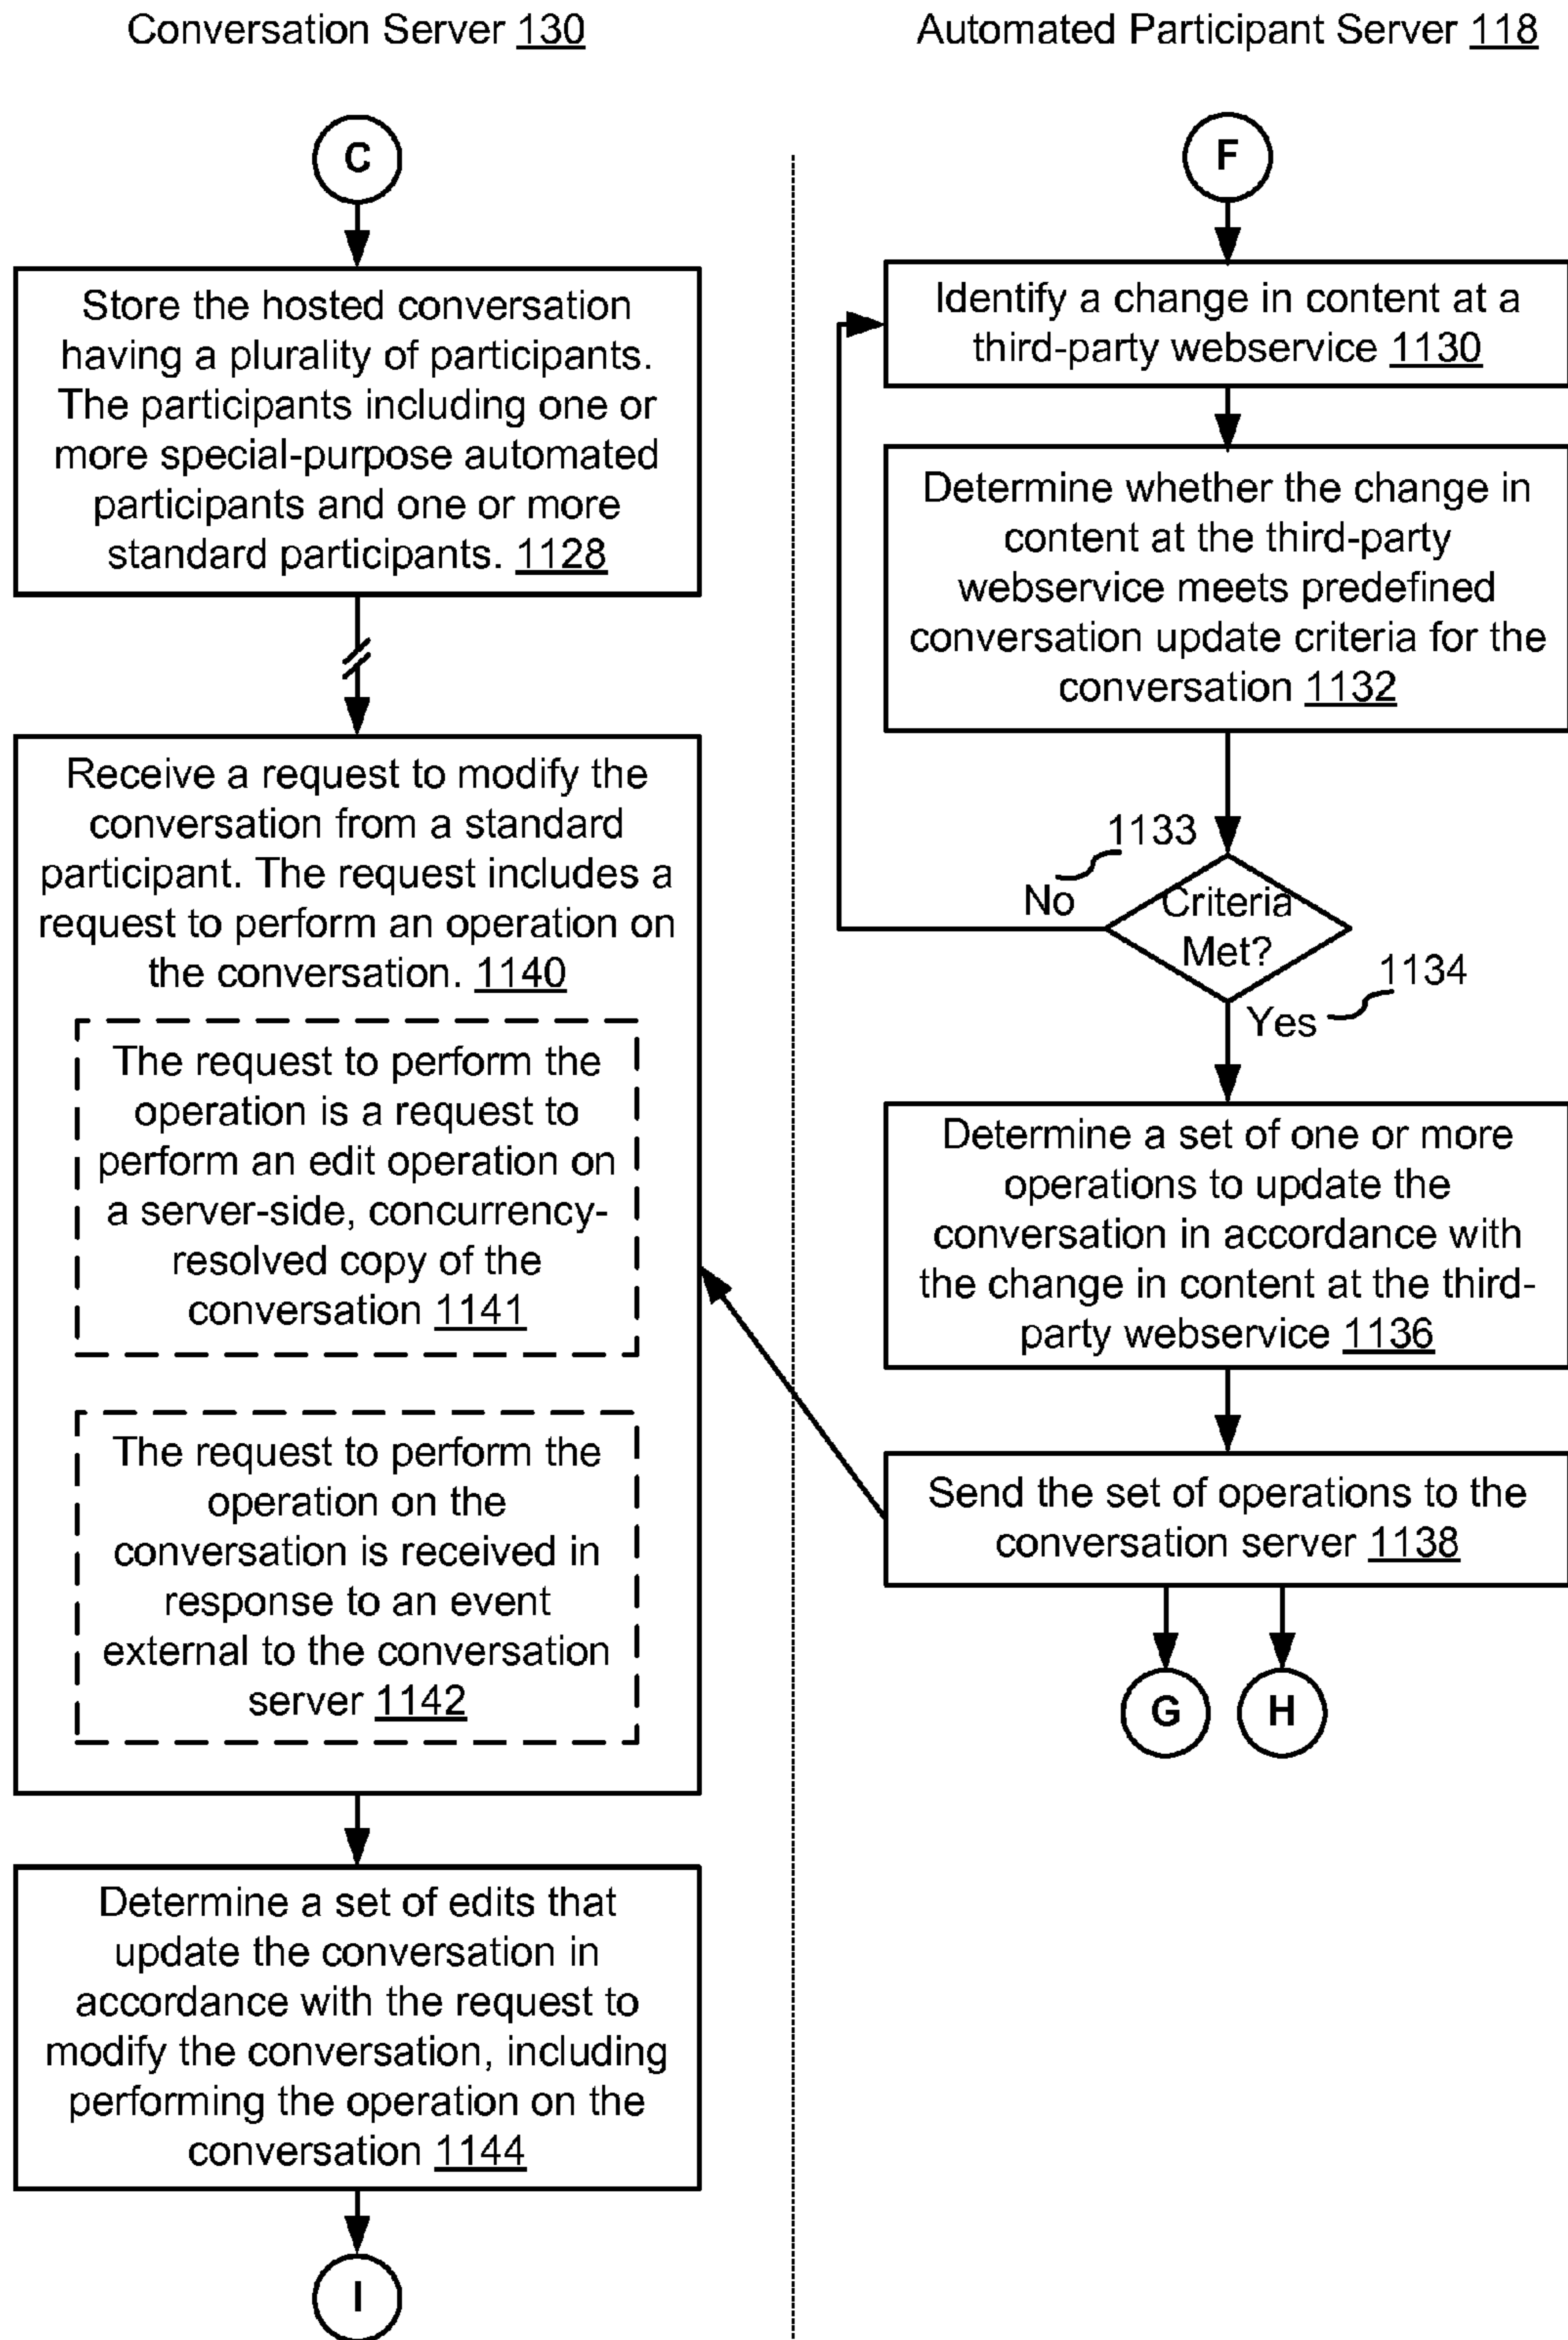 Conversation Server 130
C
Store the hosted conversation
having a plurality of participants.
The participants including one or
more special-purpose automated
participants and one or more
standard participants. 1128
Receive a request to modify the
conversation from a standard
participant. The request includes a
request to perform an operation on
the conversation. 1140
The request to perform the
operation is a request to
perform an edit operation on
a server-side, concurrency-
resolved copy of the
conversation 1141
The request to perform the
operation on the
conversation is received in
response to an event
external to the conversation
server 1142
Determine a set of edits that
update the conversation in
accordance with the request to
modify the conversation, including
performing the operation on the
conversation 1144
I
Automated Participant Server 118
F
Identify a change in content at a
third-party webservice 1130
Determine whether the change in
content at the third-party
webservice meets predefined
conversation update criteria for the
conversation 1132
1133
No
Criteria
Met?
1134
Yes
Determine a set of one or more
operations to update the
conversation in accordance with
the change in content at the third-
party webservice 1136
Send the set of operations to the
conversation server 1138
G
H